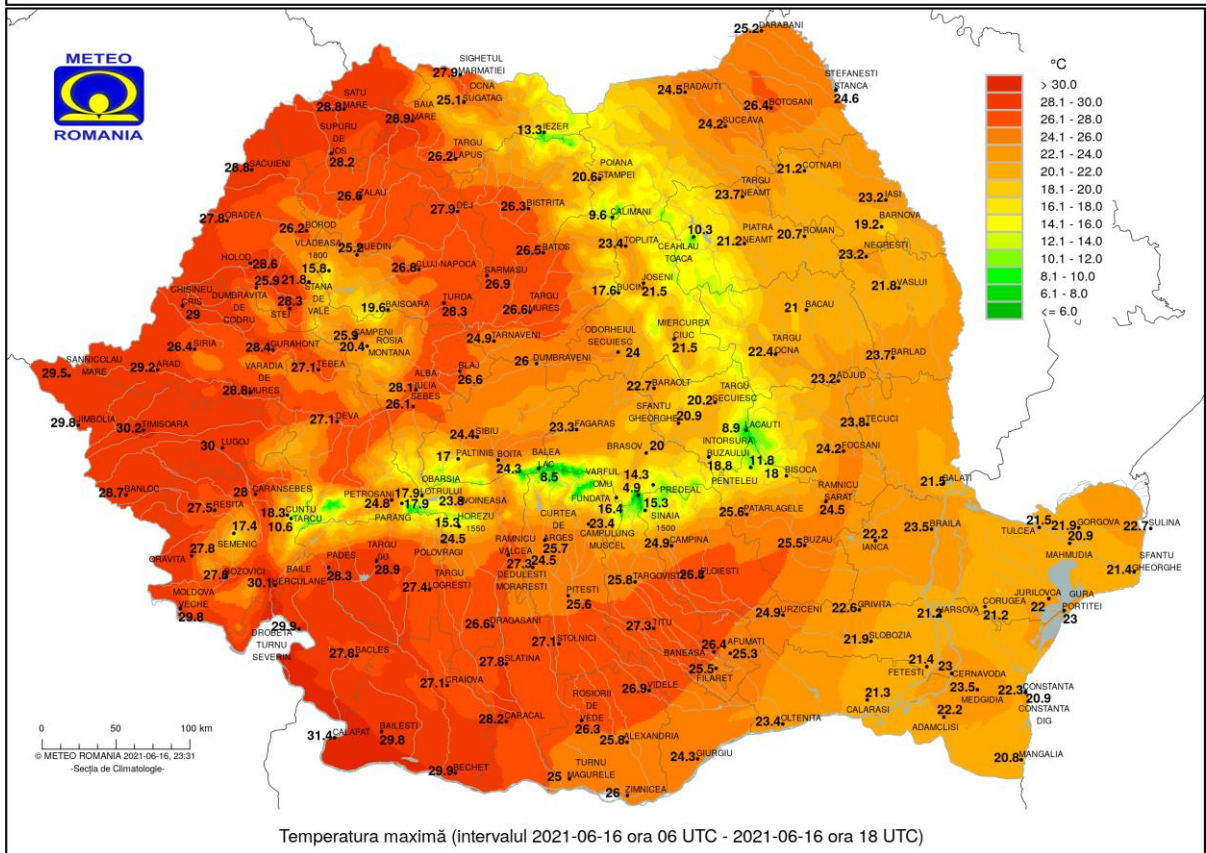 METEO
ROMANIA
°C
> 30.0
28.1 - 30.0
26.1 - 28.0
24.1 - 26.0
22.1 - 24.0
20.1 - 22.0
18.1 - 20.0
16.1 - 18.0
14.1 - 16.0
12.1 - 14.0
10.1 - 12.0
8.1 - 10.0
6.1 - 8.0
<= 6.0
25.2 DARABANI
27.9 SIGHETUL
MARMATIEI
25.1 OCNA
SUGATAG
24.5 RADAUTI
STEFANESTI
STANCA
24.6
28.8 SATU
MARE
28.9 BAIA
MARE
26.4 BOTOSANI
24.2 SUCEAVA
13.3 IEZER
SUPURU
DE
JOS
28.2
26.2 TARGU
LAPUS
28.8 SACUIENI
20.6 POIANA
STAMPEI
21.2 COTNARI
26.6 ZALAU
27.9 DEJ
26.3 BISTRITA
23.7 TARGU
NEAMT
23.2 IASI
27.8 ORADEA
26.2 BOROD
9.6 CALIMANI
19.2 BARNOVA
VLADEASA
1800
15.8
25.2 HUEDIN
26.5 BATOS
23.4 TOPLITA
10.3
CEAHLAU
TOACA
21.2 PIATRA
NEAMT
20.7 ROMAN
23.2 NEGRESTI
HOLOD
28.6
26.8 CLUJ-NAPOCA
25.9
DUMBRAVITA
DE
CODRU
21.8
STANA
DE
VALE
SARMASU
26.9
17.6 BUCIN
JOSENI
21.5
21.8 VASLUI
CHISINEU
CRIS
29
28.3
STEI
19.6 BAISOARA
TURDA
28.3
26.6 TARGU
MURES
21 BACAU
25.9 CAMPENI
20.4 ROSIA
MONTANA
24.9 TARNAVENI
ODORHEIUL
SECUIESC
24
MIERCUREA
CIUC
21.5
22.4 TARGU
OCNA
23.7 BARLAD
26.4 SIRIA
28.4 GURAHONT
29.5 SANNICOLAU
MARE
29.2 ARAD
27.1 TEBEA
26 DUMBRAVENI
BLAJ
26.6
23.2 ADJUD
28.8 VARADIA
DE
MURES
28.1 ALBA
IULIA
26.1 SEBES
22.7 BARAOLT
20.2 TARGU
SECUIESC
29.8 JIMBOLIA
30.2 TIMISOARA
27.1 DEVA
24.4 SIBIU
23.3 FAGARAS
SFANTU
GHEORGHE
20.9
8.9 LACAUTI
23.8 TECUCI
30 LUGOJ
17 PALTINIS
BOITA
24.3
BALEA
LAC
8.5
BRASOV 20
INTORSURA
BUZAULUI
18.8
11.8
PENTELEU
24.2 FOCSANI
18 BISOCA
28.7 BANLOC
28 CARANSEBES
27.5 RESITA
18.3 CUNTU
10.6 TARCU
PETROSANI
24.8
17.9
PARANG
17.9
OBARSIA
LOTRULUI
23.8 VOINEASA
VARFUL
OMU
4.9
14.3
PREDEAL
FUNDATA
16.4
15.3
SINAIA
1500
RAMNICU
SARAT
24.5
21.5 GALATI
17.4
SEMENIC
15.3
1550
HOREZU
24.5
POLOVRAGI
CURTEA
DE
ARGES
25.7
23.4
CAMPULUNG
MUSCEL
25.6 PATARLAGELE
24.9 CAMPINA
25.5 BUZAU
22.2
IANCA
23.5 BRAILA
21.5
TULCEA
21.9 GORGOVA
20.9
MAHMUDIA
22.7 SULINA
ORAVITA
27.8
27.8 BOZOVICI
30.1 BAILE
HERCULANE
PADES
28.3
TARGU
JIU
28.9
27.4 TARGU
LOGRESTI
RAMNICU
VALCEA
27.3
24.5
DEDULESTI
MORARESTI
PITESTI
25.6
25.8 TARGOVISTE
26.8 PLOIESTI
21.4 SFANTU
GHEORGHE
MOLDOVA
VECHE
29.8
29.9
DROBETA
TURNU
SEVERIN
26.6 DRAGASANI
27.3 TITU
24.9 URZICENI
22.6 GRIVITA
21.2 HARSOVA
CORUGEA
21.2
JURILOVCA
22
GURA
PORTITEI
23
27.8 BACLES
27.8 SLATINA
27.1 STOLNICI
BANEASA
26.4 AFUMATI
25.3
25.5
FILARET
21.9 SLOBOZIA
21.4
FETESTI
23
CERNAVODA
27.1 CRAIOVA
26.9 VIDELE
21.3
CALARASI
23.5
MEDGIDIA
22.3 CONSTANTA
20.9
CONSTANTA
DIG
31.4 CALAFAT
BAILESTI
29.8
28.2 CARACAL
ROSIORII
DE
VEDE
26.3
25.8 ALEXANDRIA
23.4 OLTENITA
22.2
ADAMCLISI
29.9 BECHET
25 TURNU
MAGURELE
24.3 GIURGIU
26 ZIMNICEA
20.8 MANGALIA
0 50 100 km
© METEO ROMANIA 2021-06-16, 23:31
-Secția de Climatologie-
Temperatura maximă (intervalul 2021-06-16 ora 06 UTC - 2021-06-16 ora 18 UTC)